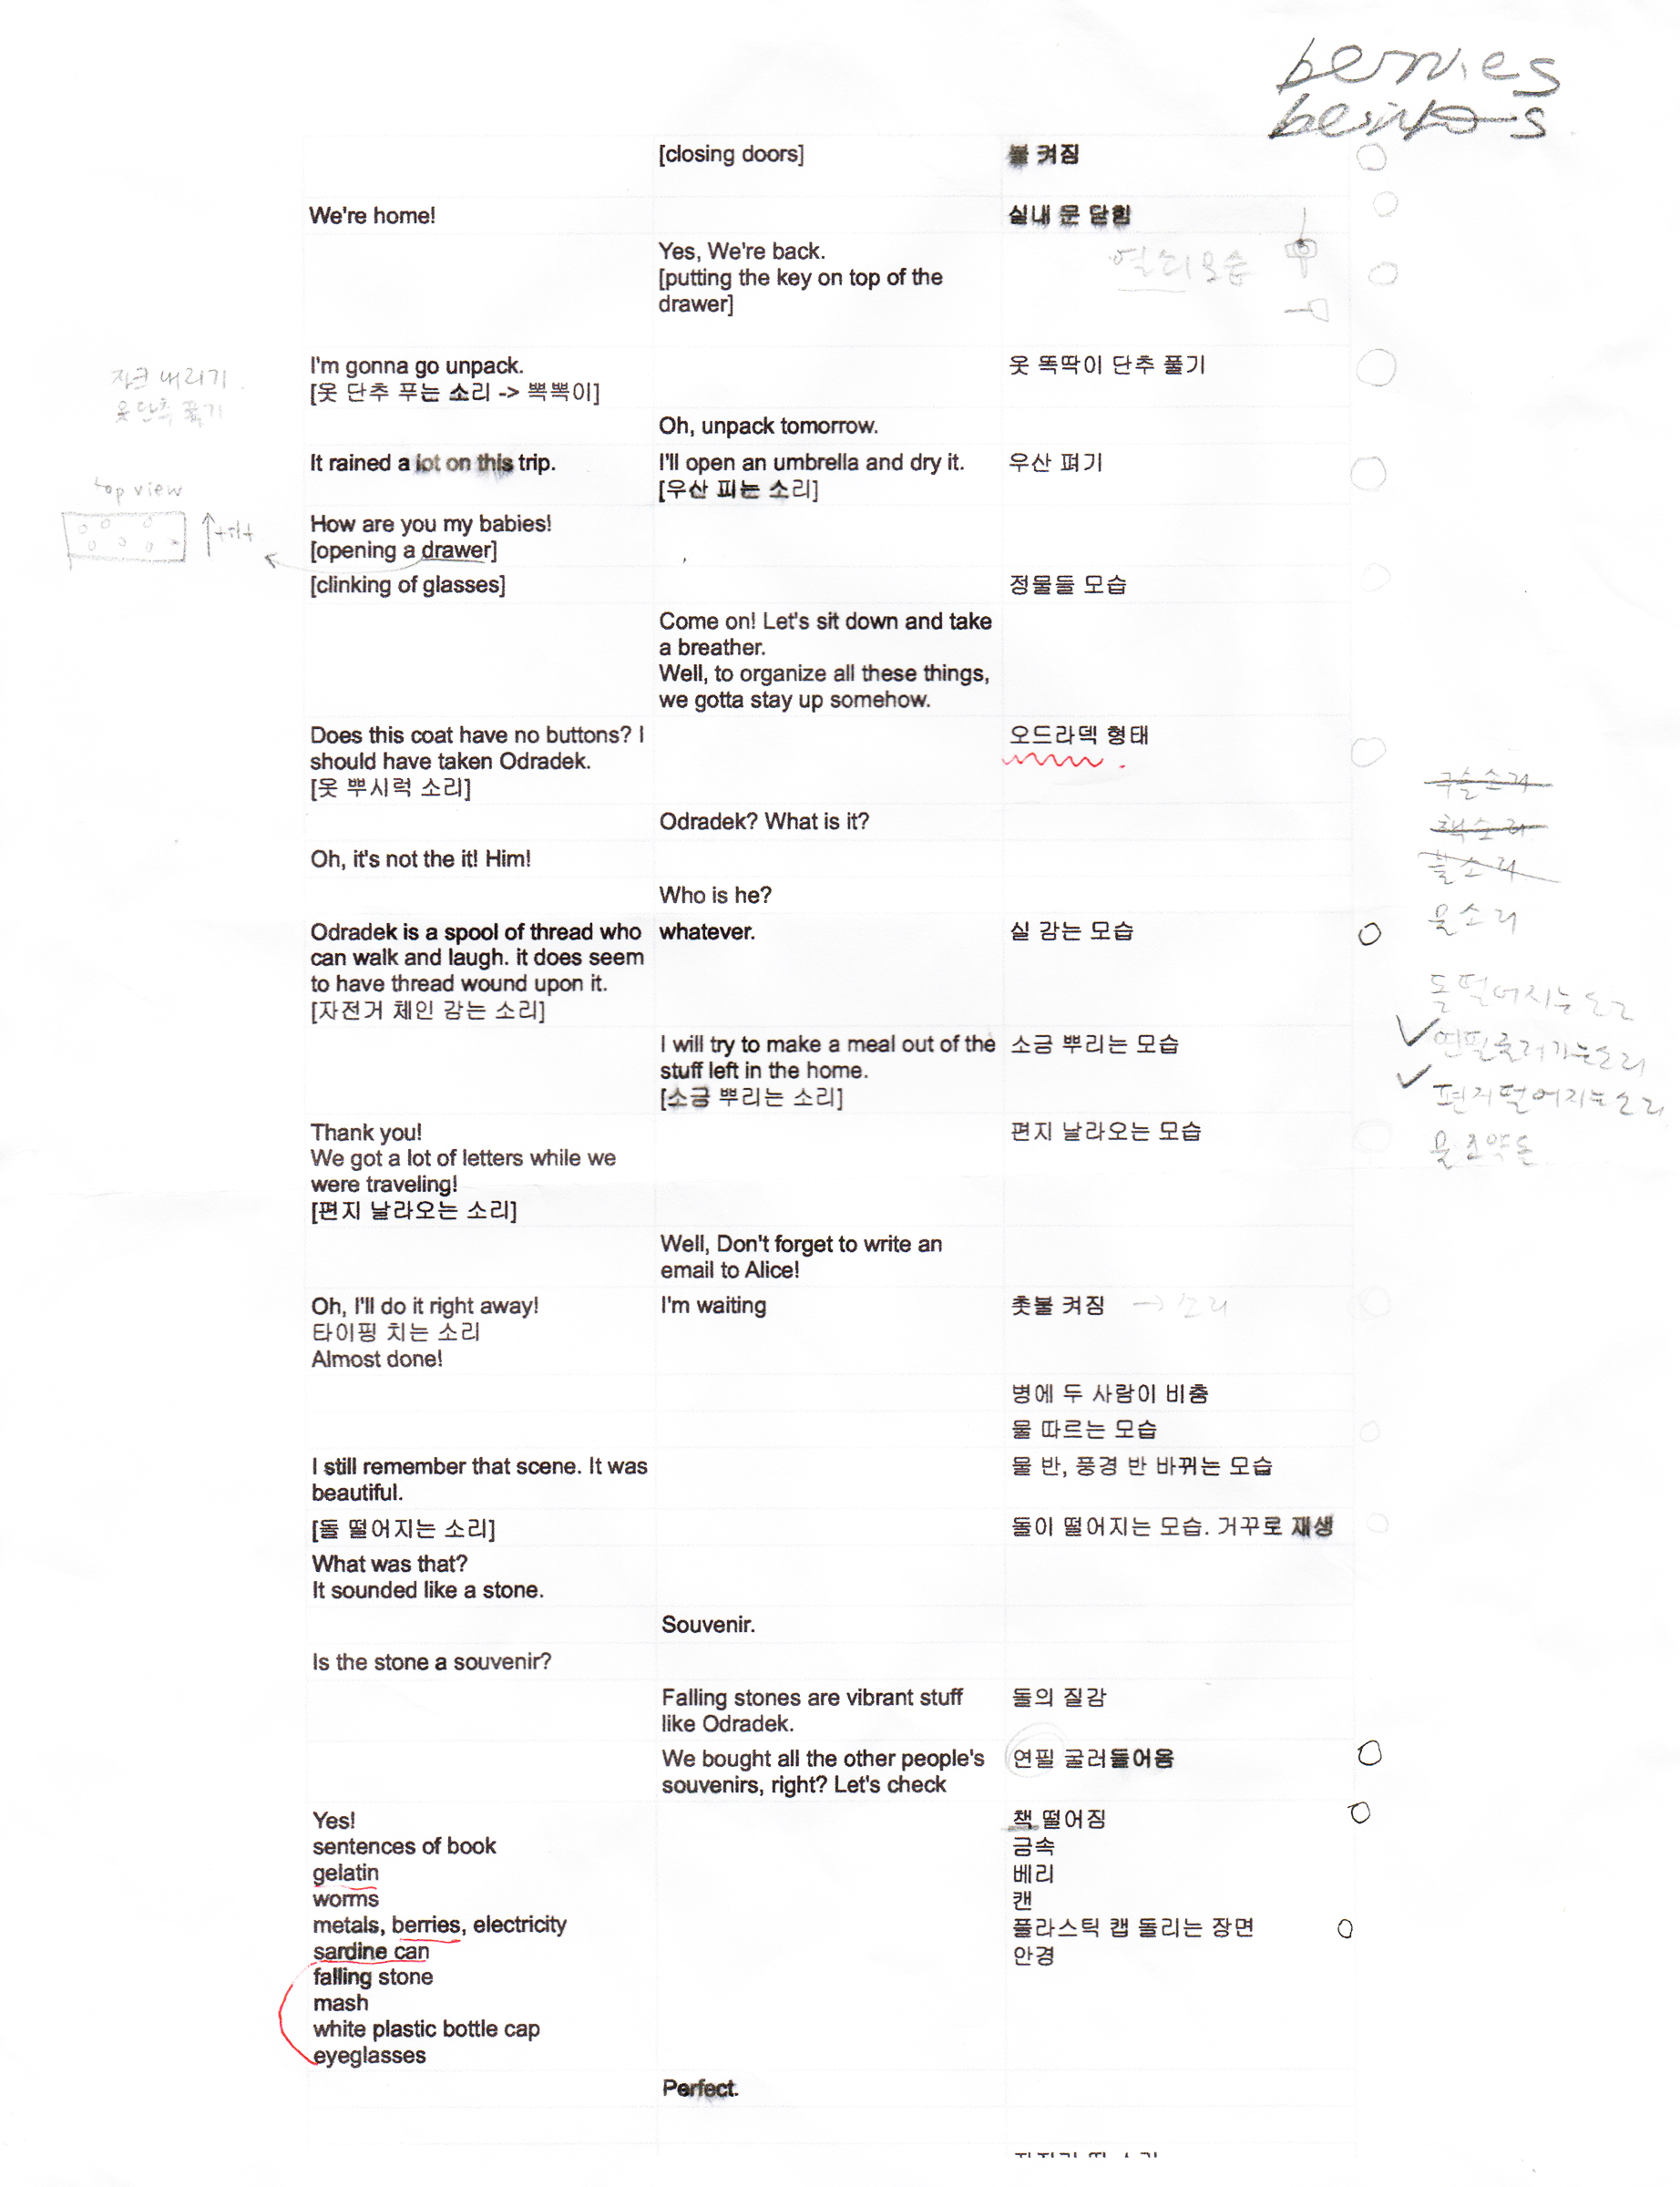 berries
[closing doors]
불 켜짐
We're home!
실내 문 닫힘
Yes, We're back.
[putting the key on top of the
drawer]
열쇠 모습
I'm gonna go unpack.
[옷 단추 푸는 소리 -> 뽁뽁이]
옷 똑딱이 단추 풀기
자크 내리기
옷 단추 풀기
Oh, unpack tomorrow.
It rained a lot on this trip.
I'll open an umbrella and dry it.
[우산 피는 소리]
우산 펴기
top view
tilt
How are you my babies!
[opening a drawer]
[clinking of glasses]
정물들 모습
Come on! Let's sit down and take
a breather.
Well, to organize all these things,
we gotta stay up somehow.
Does this coat have no buttons? I
should have taken Odradek.
[옷 뿌시럭 소리]
오드라덱 형태
구슬소리
책소리
불소리
물소리
Odradek? What is it?
Oh, it's not the it! Him!
Who is he?
Odradek is a spool of thread who
can walk and laugh. it does seem
to have thread wound upon it.
[자전거 체인 감는 소리]
whatever.
실 감는 모습
돌 떨어지는 소리
연필 굴러가는 소리
편지 떨어지는 소리
I will try to make a meal out of the
stuff left in the home.
[소금 뿌리는 소리]
소금 뿌리는 모습
Thank you!
We got a lot of letters while we
were traveling!
[편지 날라오는 소리]
편지 날라오는 모습
Well, Don't forget to write an
email to Alice!
Oh, I'll do it right away!
타이핑 치는 소리
Almost done!
I'm waiting
촛불 켜짐 → 소리
병에 두 사람이 비춤
물 따르는 모습
I still remember that scene. It was
beautiful.
물 반, 풍경 반 바뀌는 모습
[돌 떨어지는 소리]
돌이 떨어지는 모습. 거꾸로 재생
What was that?
It sounded like a stone.
Souvenir.
Is the stone a souvenir?
Falling stones are vibrant stuff
like Odradek.
돌의 질감
We bought all the other people's
souvenirs, right? Let's check
연필 굴러들어옴
Yes!
sentences of book
gelatin
worms
metals, berries, electricity
sardine can
falling stone
mash
white plastic bottle cap
eyeglasses
책 떨어짐
금속
베리
캔
플라스틱 캡 돌리는 장면
안경
Perfect.